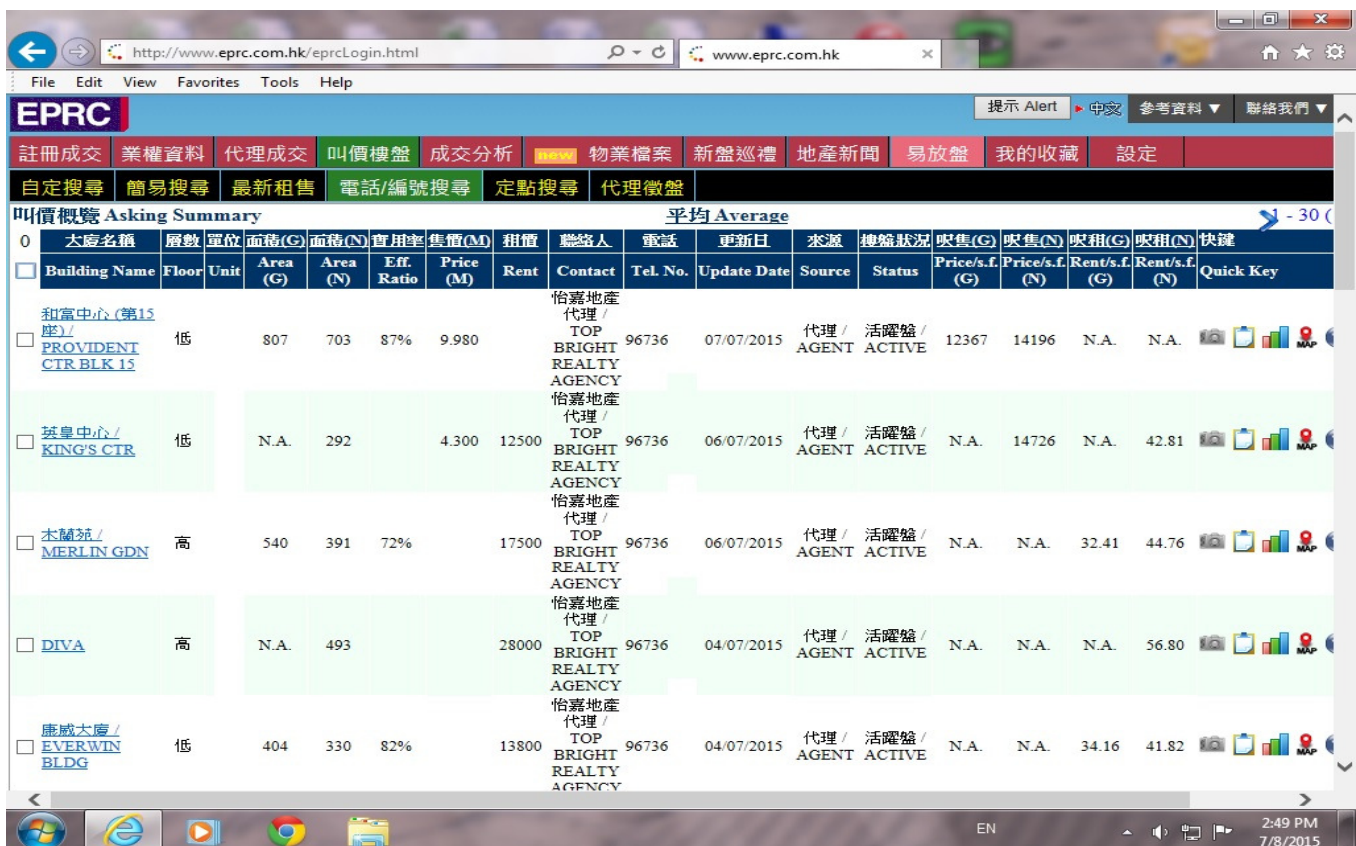 http://www.eprc.com.hk/eprcLogin.html
www.eprc.com.hk
File Edit View Favorites Tools Help
EPRC
提示 Alert 中文 參考資料 ▼ 聯絡我們 ▼
註冊成交 業權資料 代理成交 叫價樓盤 成交分析 new 物業檔案 新盤巡禮 地產新聞 易放盤 我的收藏 設定
自定搜尋 簡易搜尋 最新租售 電話/編號搜尋 定點搜尋 代理徵盤
叫價概覽 Asking Summary 平均 Average - 30 (
0 大廈名稱 層數 單位 面積(G) 面積(N) 實用率 售價(M) 租價 聯絡人 電話 更新日 來源 樓盤狀況 呎售(G) 呎售(N) 呎租(G) 呎租(N) 快鍵
Building Name Floor Unit Area (G) Area (N) Eff. Ratio Price (M) Rent Contact Tel. No. Update Date Source Status Price/s.f. (G) Price/s.f. (N) Rent/s.f. (G) Rent/s.f. (N) Quick Key
和富中心 (第15座) / PROVIDENT CTR BLK 15 低 807 703 87% 9.980 怡嘉地產代理 / TOP BRIGHT REALTY AGENCY 96736 07/07/2015 代理 / AGENT 活躍盤 / ACTIVE 12367 14196 N.A. N.A. MAP
英皇中心 / KING'S CTR 低 N.A. 292 4.300 12500 怡嘉地產代理 / TOP BRIGHT REALTY AGENCY 96736 06/07/2015 代理 / AGENT 活躍盤 / ACTIVE N.A. 14726 N.A. 42.81 MAP
木蘭苑 / MERLIN GDN 高 540 391 72% 17500 怡嘉地產代理 / TOP BRIGHT REALTY AGENCY 96736 06/07/2015 代理 / AGENT 活躍盤 / ACTIVE N.A. N.A. 32.41 44.76 MAP
DIVA 高 N.A. 493 28000 怡嘉地產代理 / TOP BRIGHT REALTY AGENCY 96736 04/07/2015 代理 / AGENT 活躍盤 / ACTIVE N.A. N.A. N.A. 56.80 MAP
康威大廈 / EVERWIN BLDG 低 404 330 82% 13800 怡嘉地產代理 / TOP BRIGHT REALTY AGENCY 96736 04/07/2015 代理 / AGENT 活躍盤 / ACTIVE N.A. N.A. 34.16 41.82 MAP
EN 2:49 PM
7/8/2015